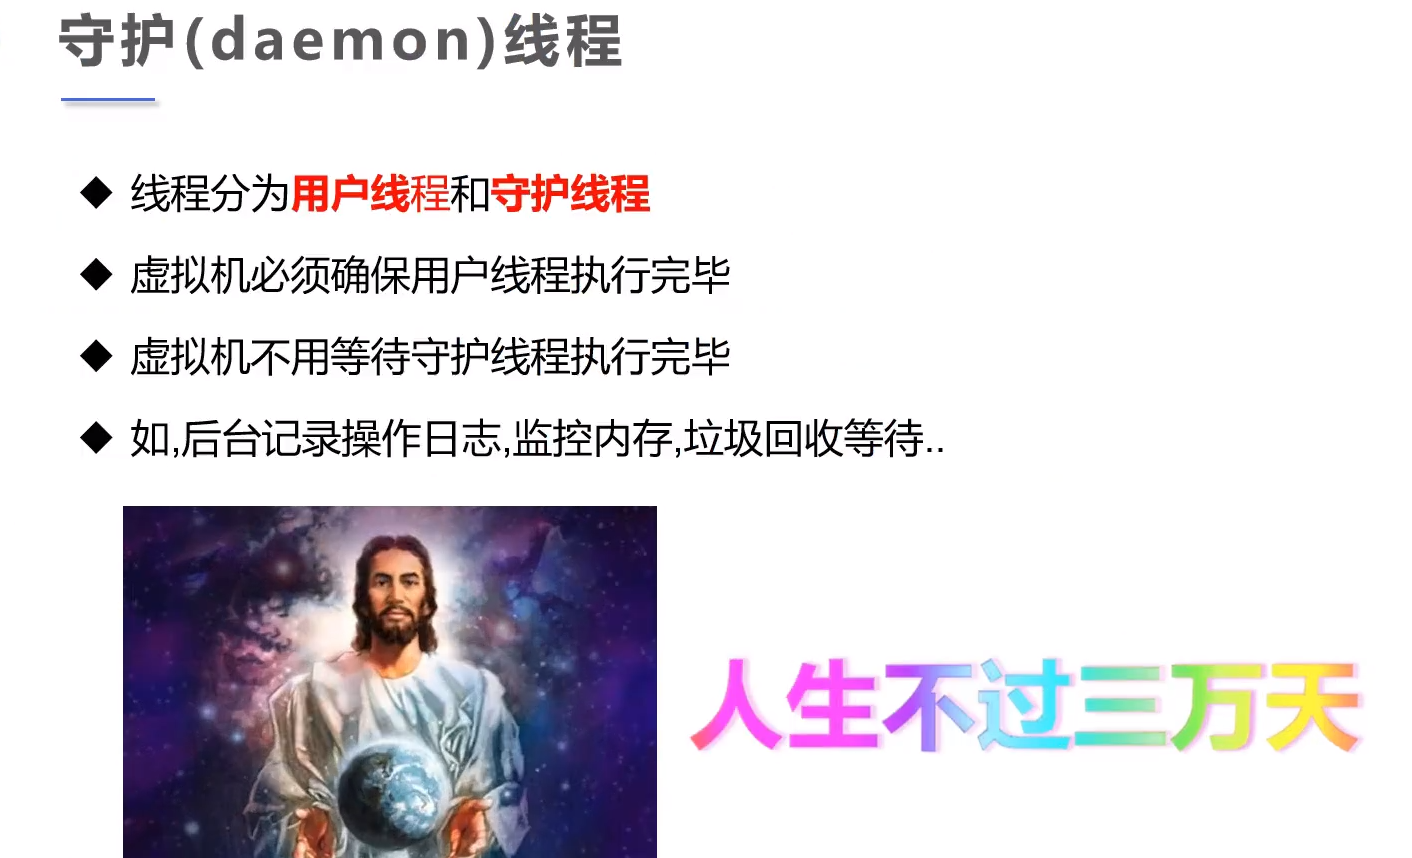 守护(daemon)线程
◆ 线程分为用户线程和守护线程
◆ 虚拟机必须确保用户线程执行完毕
◆ 虚拟机不用等待守护线程执行完毕
◆ 如,后台记录操作日志,监控内存,垃圾回收等待..
人生不过三万天